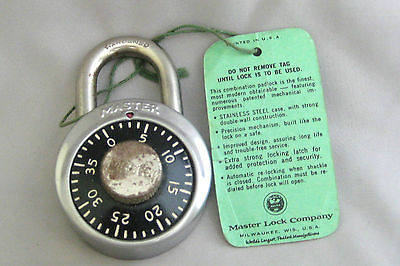 HARDENED
MASTER
0
5
10
15
20
25
30
35
PRINTED IN U.S.A.
DO NOT REMOVE TAG
UNTIL LOCK IS TO BE USED.
This combination padlock is the finest,
most modern obtainable — featuring
numerous patented mechanical im-
provements.
• STAINLESS STEEL case, with strong
double-wall construction.
• Precision mechanism, built like the
lock on a safe.
• Improved design, assuring long life
and trouble-free service.
• Extra strong locking latch for
added protection and security.
• Automatic re-locking when shackle
is closed. Combination must be re-
dialed before lock will open.
Master Lock Company
MILWAUKEE, WIS., U.S.A.
World's Largest Padlock Manufacturers